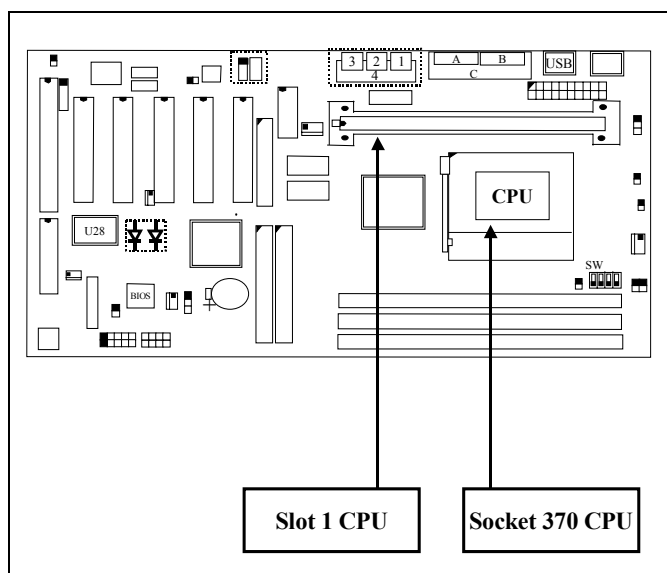 3 2 1 A B USB
4 C
CPU
U28
SW
BIOS
Slot 1 CPU Socket 370 CPU